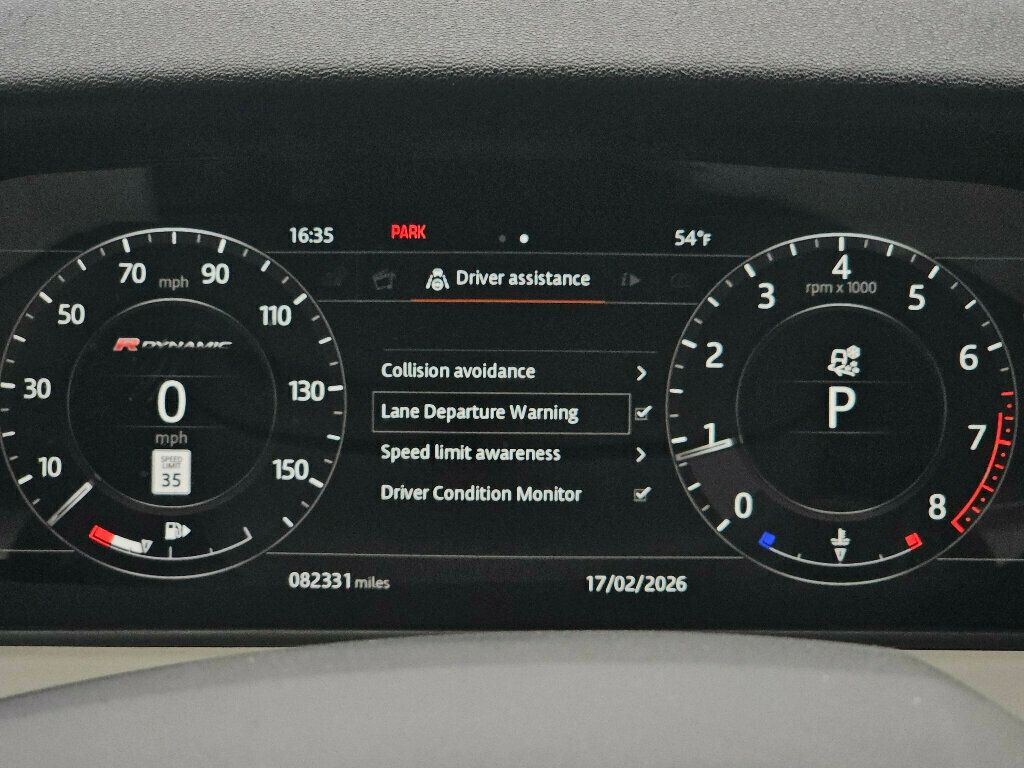 16:35
PARK
54°F
Driver assistance
10
30
50
70
mph
90
110
130
150
R DYNAMIC
0
mph
SPEED
LIMIT
35
Collision avoidance
Lane Departure Warning
Speed limit awareness
Driver Condition Monitor
0
1
2
3
4
5
6
7
8
rpm x 1000
P
082331 miles
17/02/2026